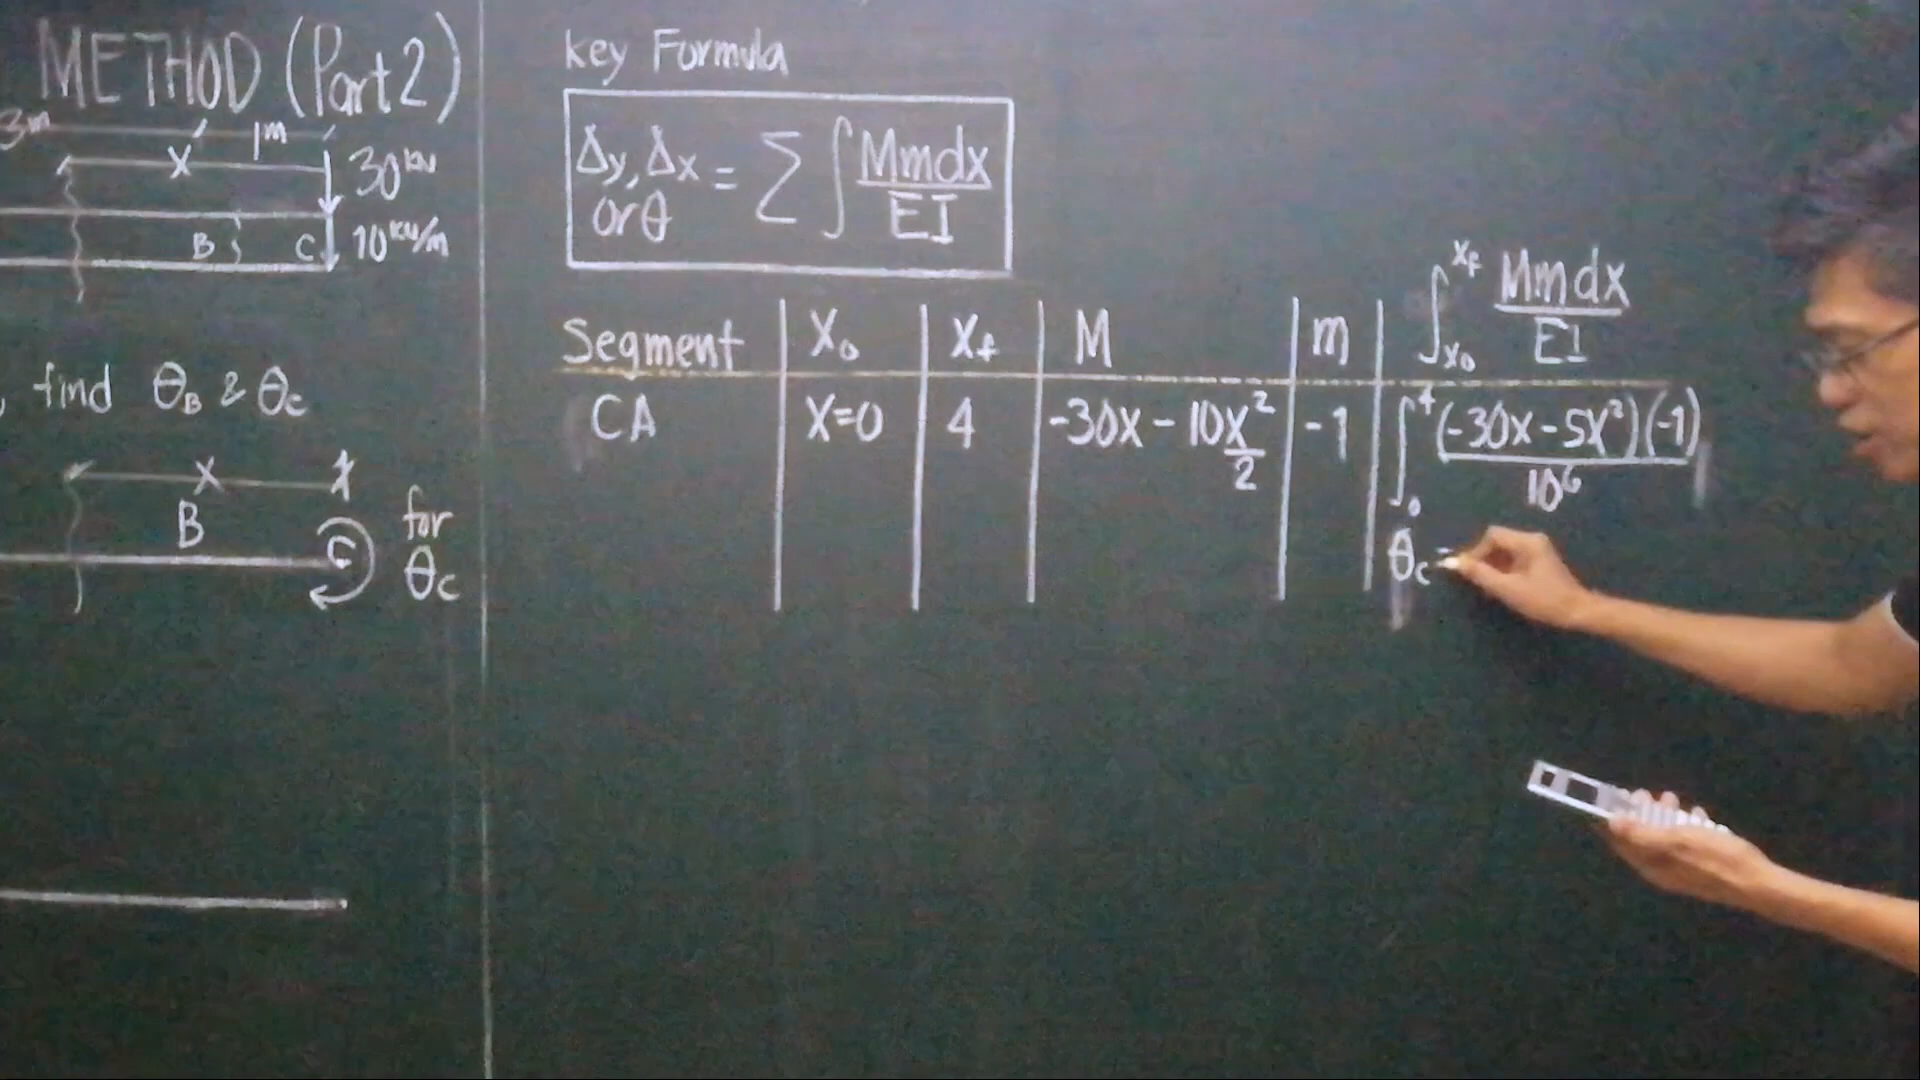 METHOD (Part 2)
3m
1m
X
30kN
B
C
10kN/m
, find θB & θC
X
B
C
for
θC
Key Formula
Δy, Δx
or θ
= Σ ∫ Mmdx
EI
Segment
X0
Xf
M
m
∫ Xf X0 Mmdx
EI
CA
X=0
4
-30x - 10x²
2
-1
∫ 4 0 (-30x-5x²)(-1)
10⁶
θC =